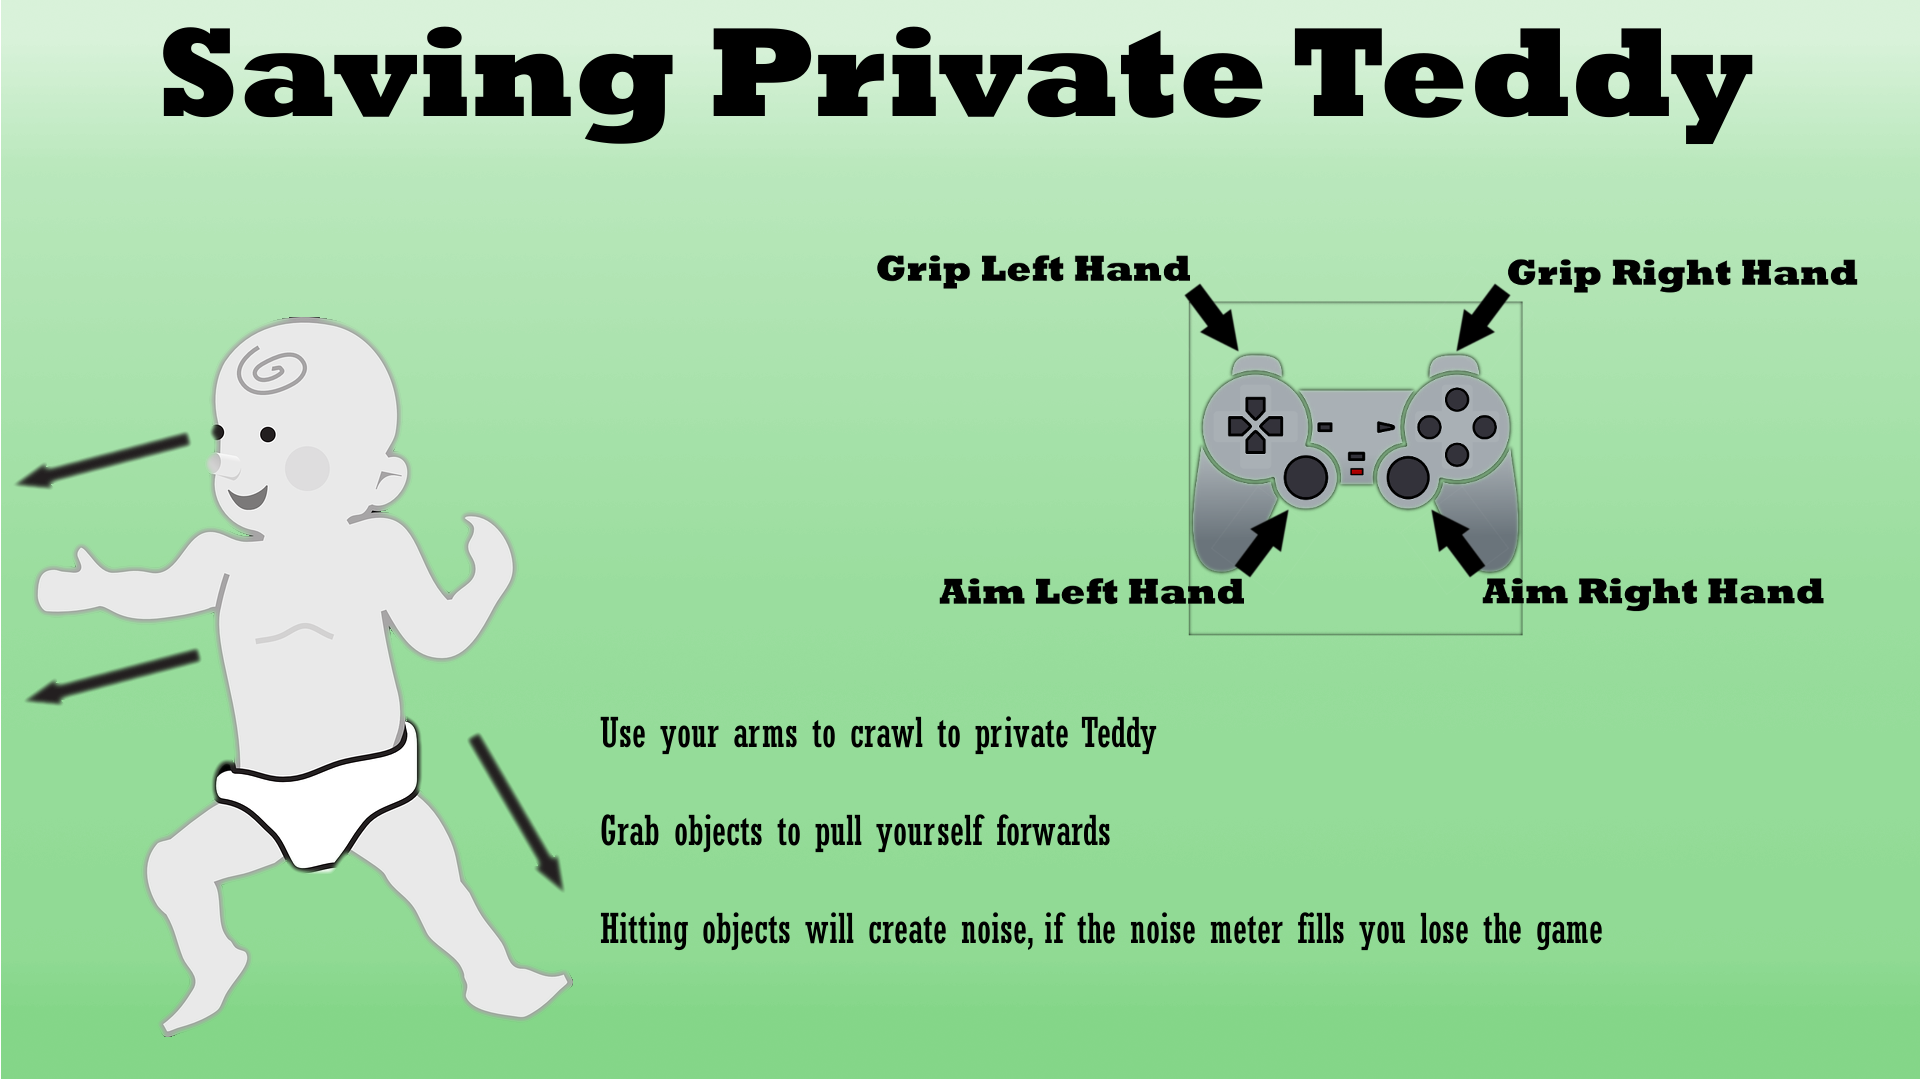 Saving Private Teddy
Grip Left Hand
Grip Right Hand
Aim Left Hand
Aim Right Hand
Use your arms to crawl to private Teddy
Grab objects to pull yourself forwards
Hitting objects will create noise, if the noise meter fills you lose the game